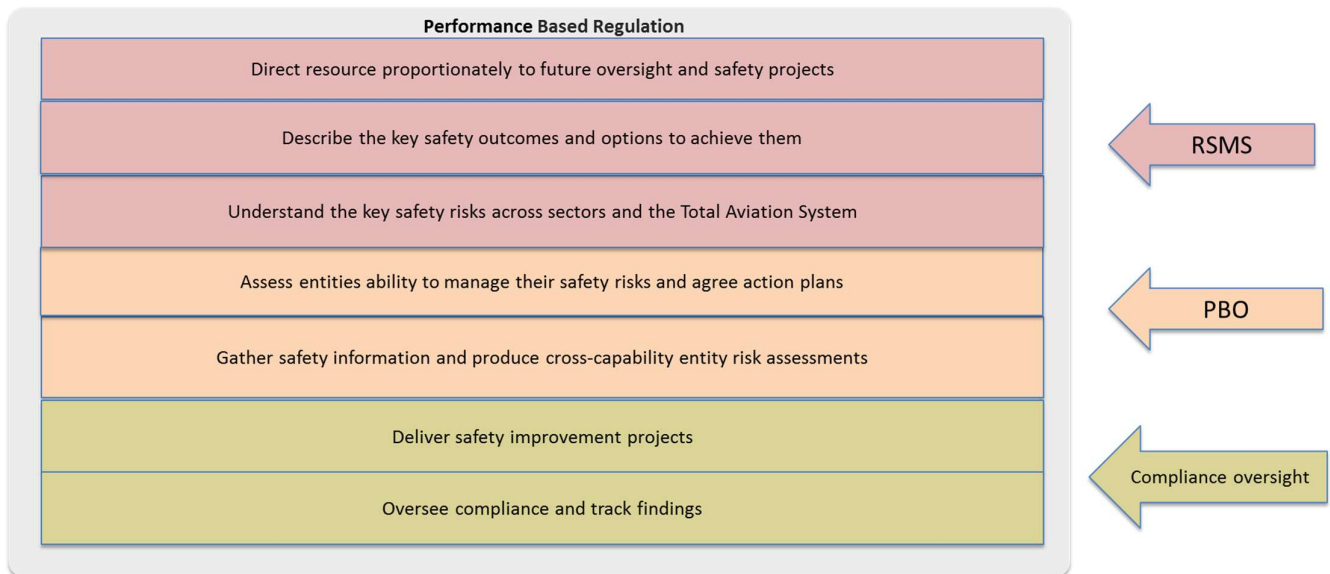 Performance Based Regulation
Direct resource proportionately to future oversight and safety projects
Describe the key safety outcomes and options to achieve them
RSMS
Understand the key safety risks across sectors and the Total Aviation System
Assess entities ability to manage their safety risks and agree action plans
PBO
Gather safety information and produce cross-capability entity risk assessments
Deliver safety improvement projects
Compliance oversight
Oversee compliance and track findings